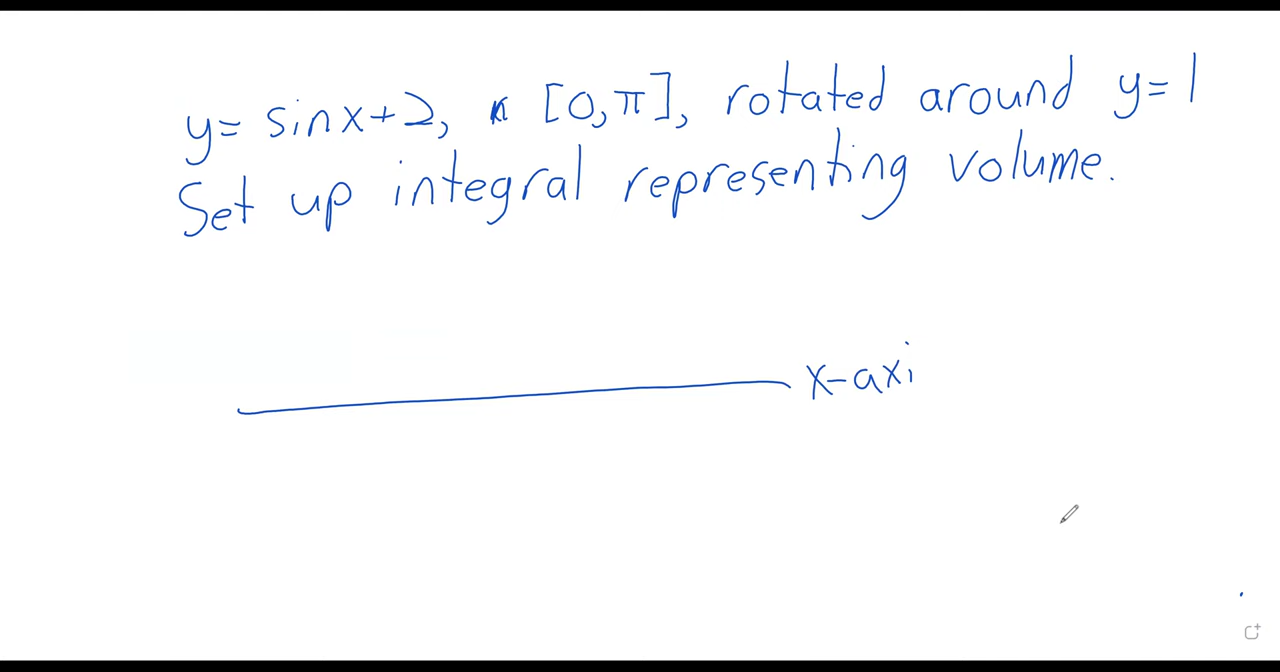 y= sinx+2, [0,π], rotated around y=1
Set up integral representing volume.
x-axi